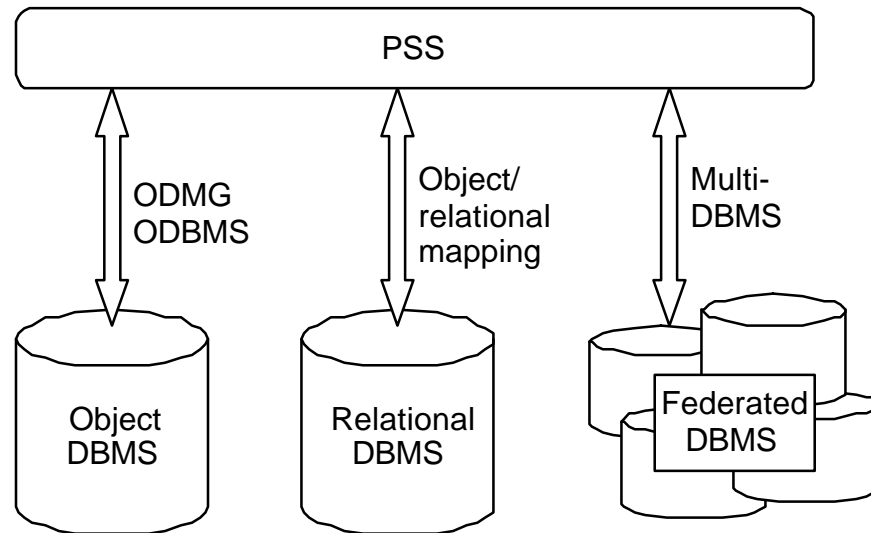 PSS
ODMG
ODBMS
Object/
relational
mapping
Multi-
DBMS
Object
DBMS
Relational
DBMS
Federated
DBMS